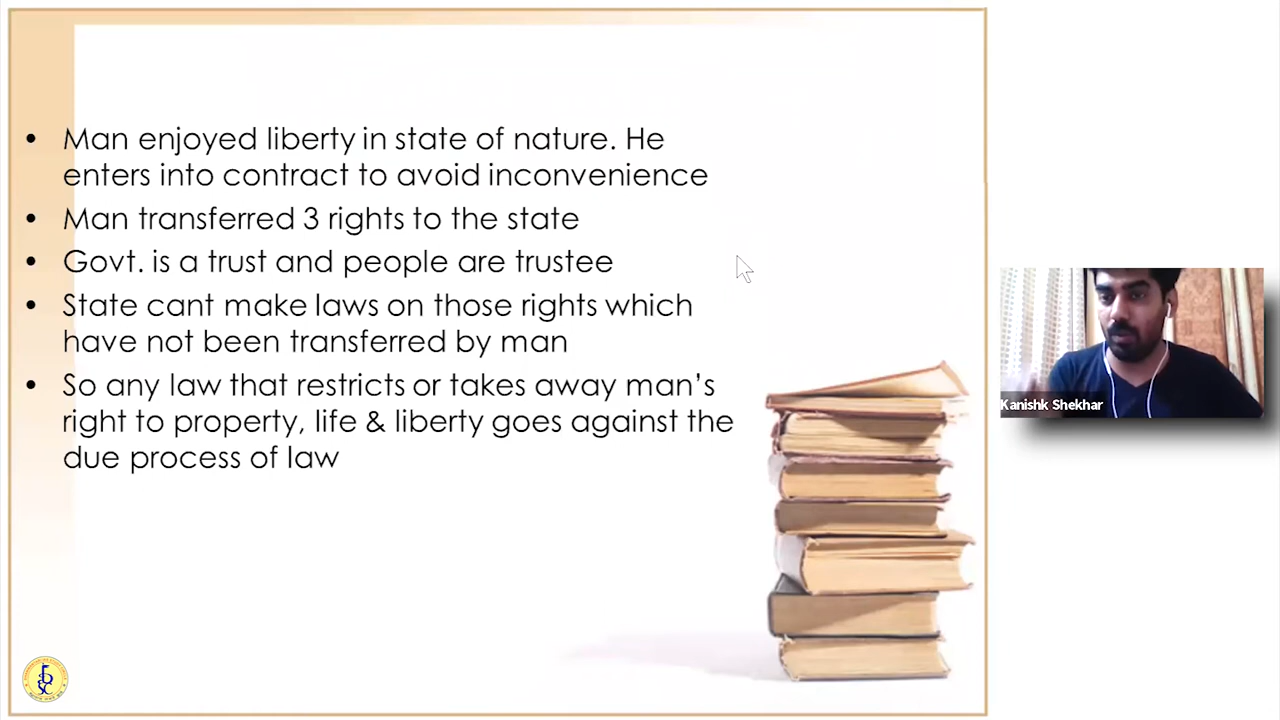 • Man enjoyed liberty in state of nature. He
enters into contract to avoid inconvenience
• Man transferred 3 rights to the state
• Govt. is a trust and people are trustee
• State cant make laws on those rights which
have not been transferred by man
• So any law that restricts or takes away man's
right to property, life & liberty goes against the
due process of law
Kanishk Shekhar